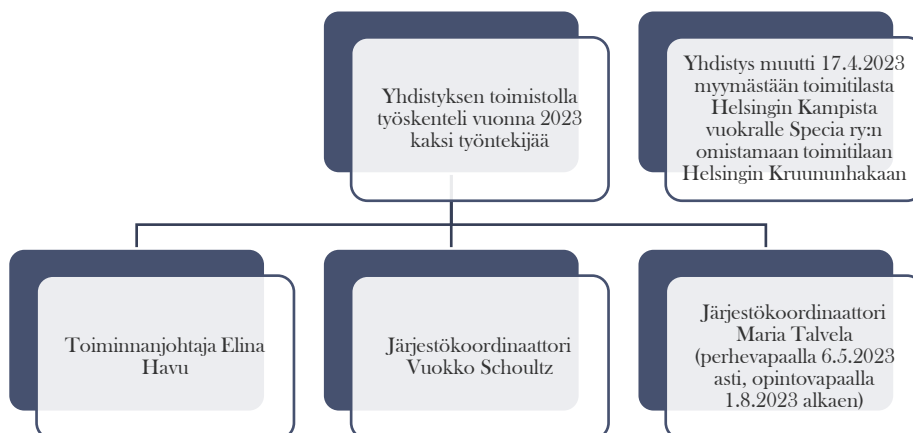 Yhdistyksen toimistolla
työskenteli vuonna 2023
kaksi työntekijää
Yhdistys muutti 17.4.2023
myymästään toimitilasta
Helsingin Kampista
vuokralle Specia ry:n
omistamaan toimitilaan
Helsingin Kruununhakaan
Toiminnanjohtaja Elina
Havu
Järjestökoordinaattori
Vuokko Schoultz
Järjestökoordinaattori
Maria Talvela
(perhevapaalla 6.5.2023
asti, opintovapaalla
1.8.2023 alkaen)